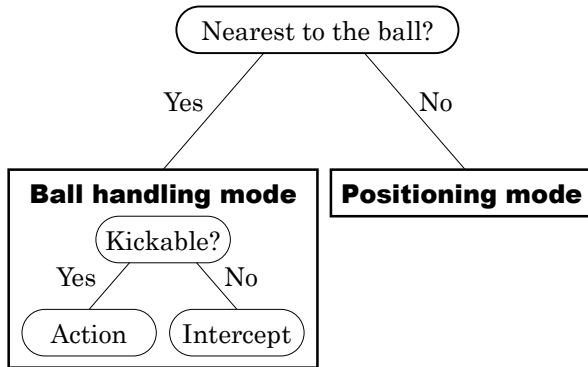 Nearest to the ball?
Yes
No
Ball handling mode
Positioning mode
Kickable?
Yes
No
Action
Intercept